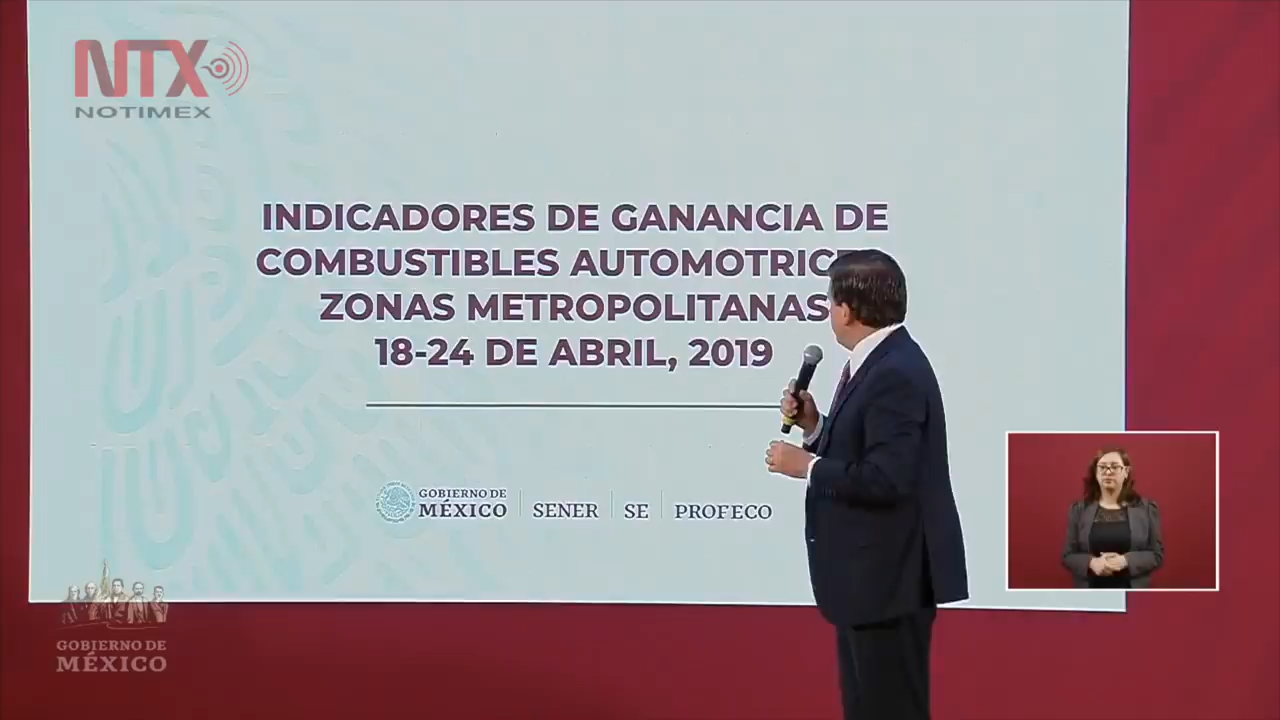 NTX
NOTIMEX
INDICADORES DE GANANCIA DE
COMBUSTIBLES AUTOMOTRIC
ZONAS METROPOLITANAS
18-24 DE ABRIL, 2019
GOBIERNO DE
MÉXICO
SENER
SE
PROFECO
GOBIERNO DE
MÉXICO